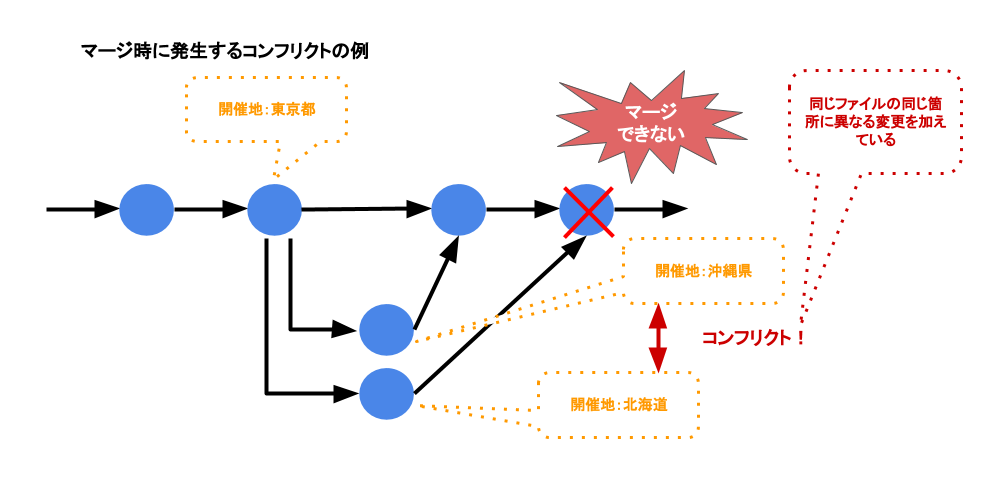 マージ時に発生するコンフリクトの例
開催地：東京都
マージ
できない
同じファイルの同じ箇
所に異なる変更を加え
ている
開催地：沖縄県
コンフリクト！
開催地：北海道